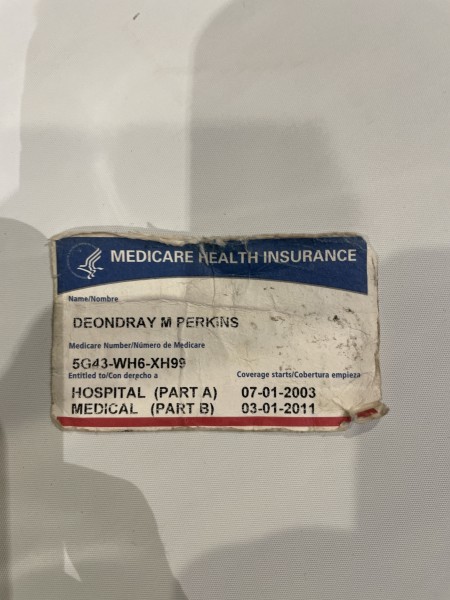 MEDICARE HEALTH INSURANCE
Name/Nombre
DEONDRAY M PERKINS
Medicare Number/Número de Medicare
5G43-WH6-XH99
Entitled to/Con derecho a Coverage starts/Cobertura empieza
HOSPITAL (PART A) 07-01-2003
MEDICAL (PART B) 03-01-2011